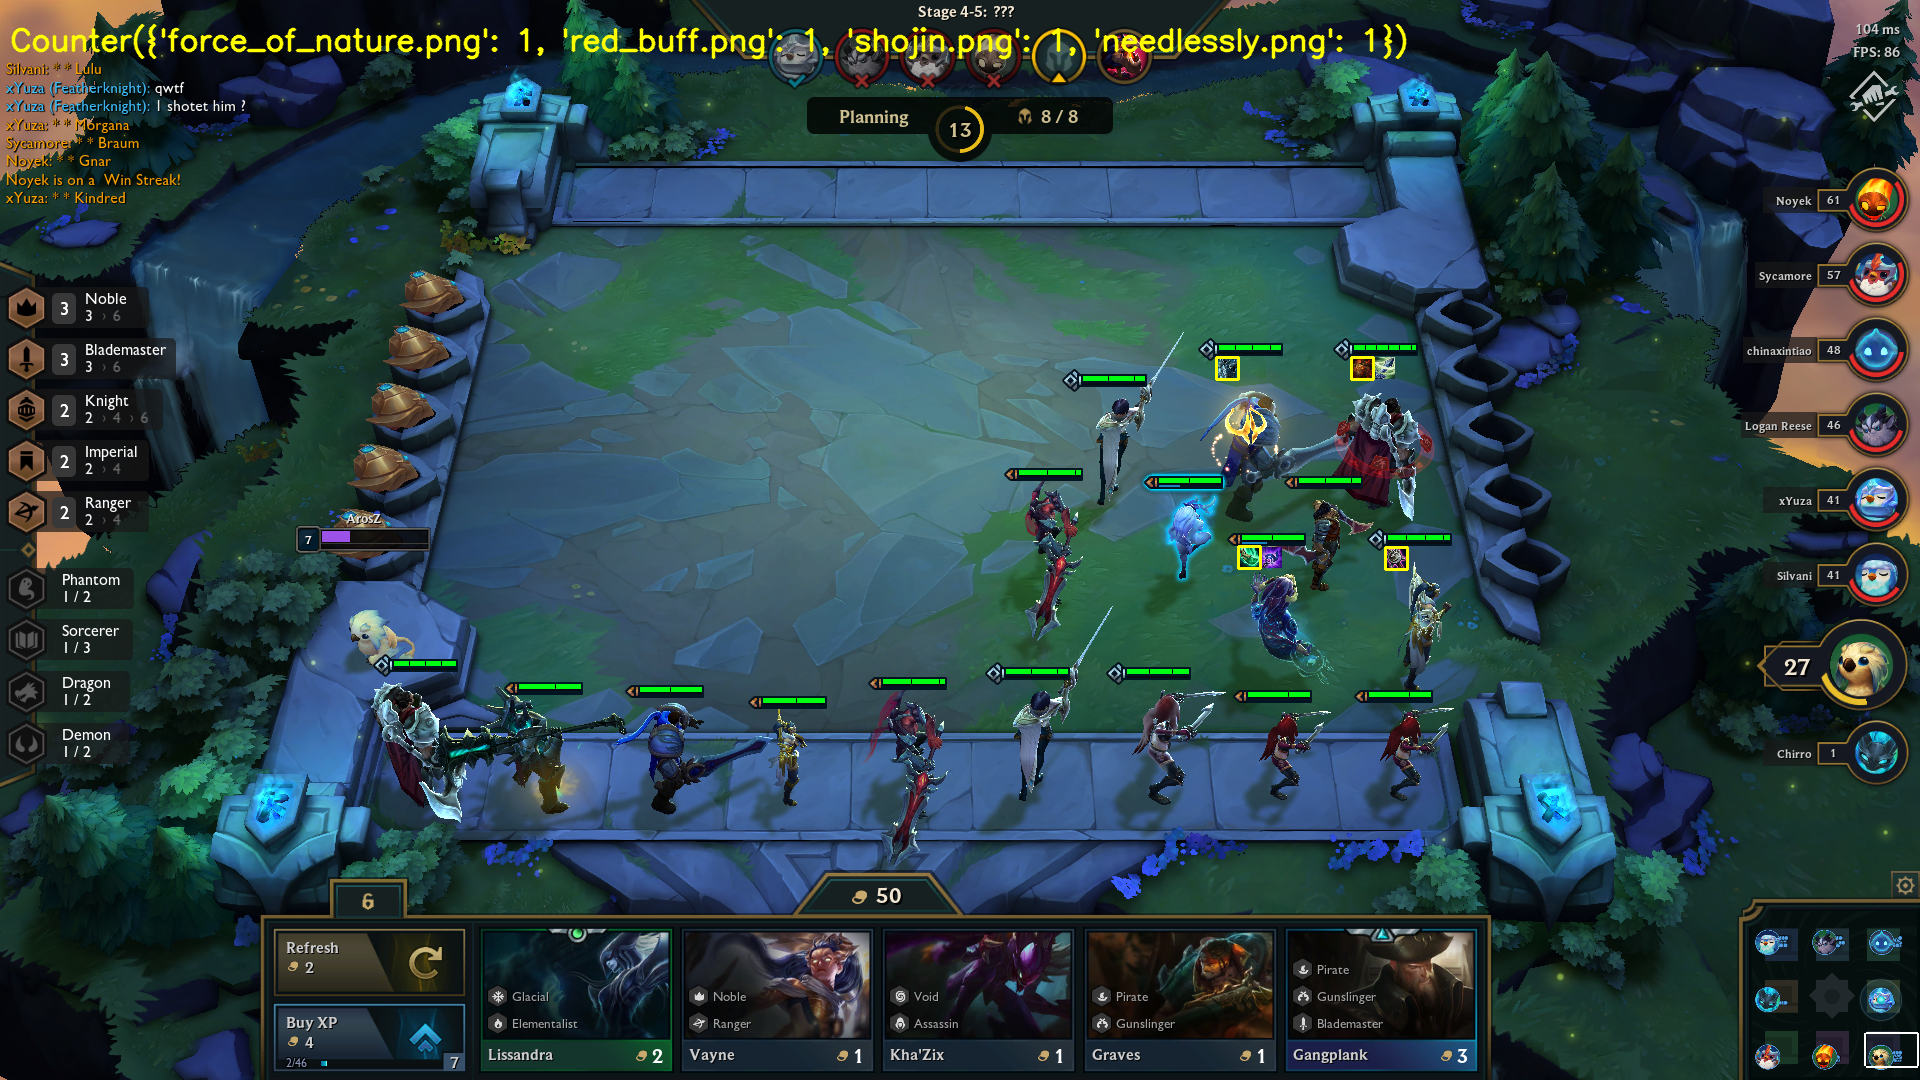 Stage 4-5: ???
Counter({'force_of_nature.png': 1, 'red_buff.png': 1, 'shojin.png': 1, 'needlessly.png': 1})
104 ms
FPS: 86
Silvani: * * Lulu
xYuza (Featherknight): qwtf
xYuza (Featherknight): I shotet him ?
xYuza: * * Morgana
Sycamore: * * Braum
Noyek: * * Gnar
Noyek is on a Win Streak!
xYuza: * * Kindred
Planning
13
8 / 8
Noyek 61
Sycamore 57
chinaxintiao 48
Logan Reese 46
xYuza 41
Silvani 41
27
Chirro 1
3 Noble
3 › 6
3 Blademaster
3 › 6
2 Knight
2 › 4 › 6
2 Imperial
2 › 4
2 Ranger
2 › 4
Phantom
1 / 2
Sorcerer
1 / 3
Dragon
1 / 2
Demon
1 / 2
ArosZ
7
6
50
Refresh
2
Buy XP
4
2/46
7
Glacial
Elementalist
Lissandra 2
Noble
Ranger
Vayne 1
Void
Assassin
Kha'Zix 1
Pirate
Gunslinger
Graves 1
Pirate
Gunslinger
Blademaster
Gangplank 3